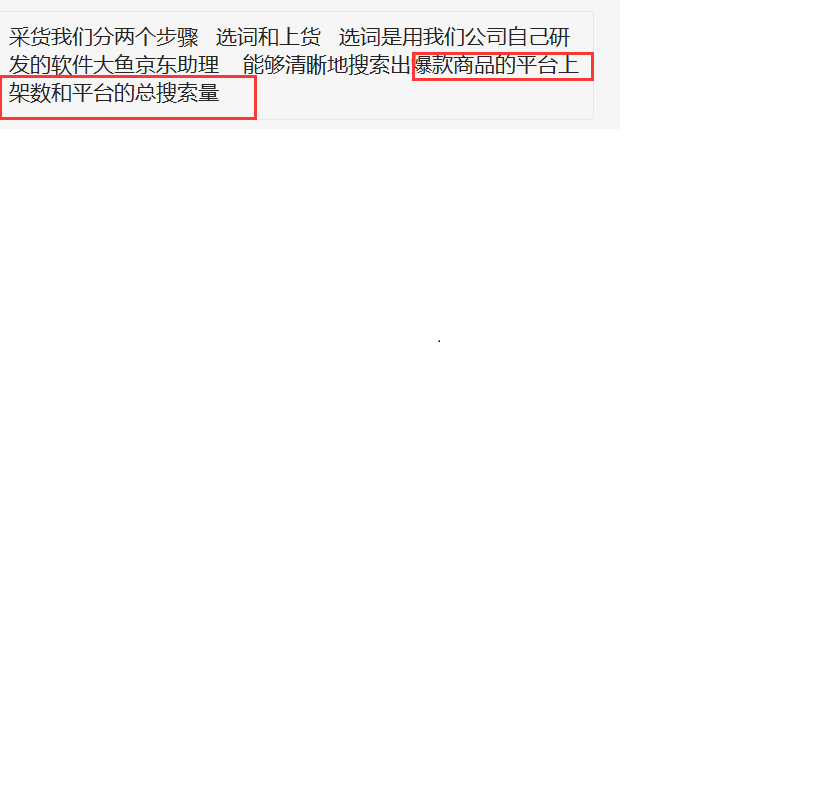 采货我们分两个步骤 选词和上货 选词是用我们公司自己研
发的软件大鱼京东助理 能够清晰地搜索出爆款商品的平台上
架数和平台的总搜索量